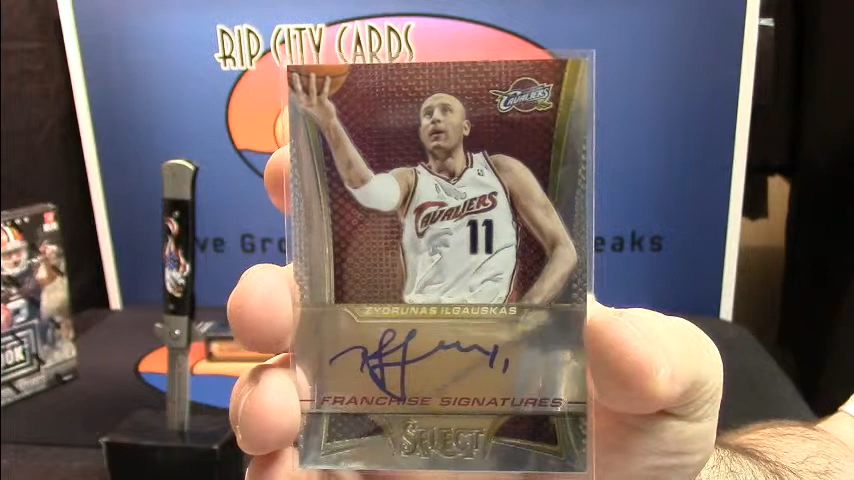 RIP CITY CARDS
CAVALIERS
CAVALIERS
11
ve Gro
eaks
ZYDRUNAS ILGAUSKAS
FRANCHISE SIGNATURES
SELECT